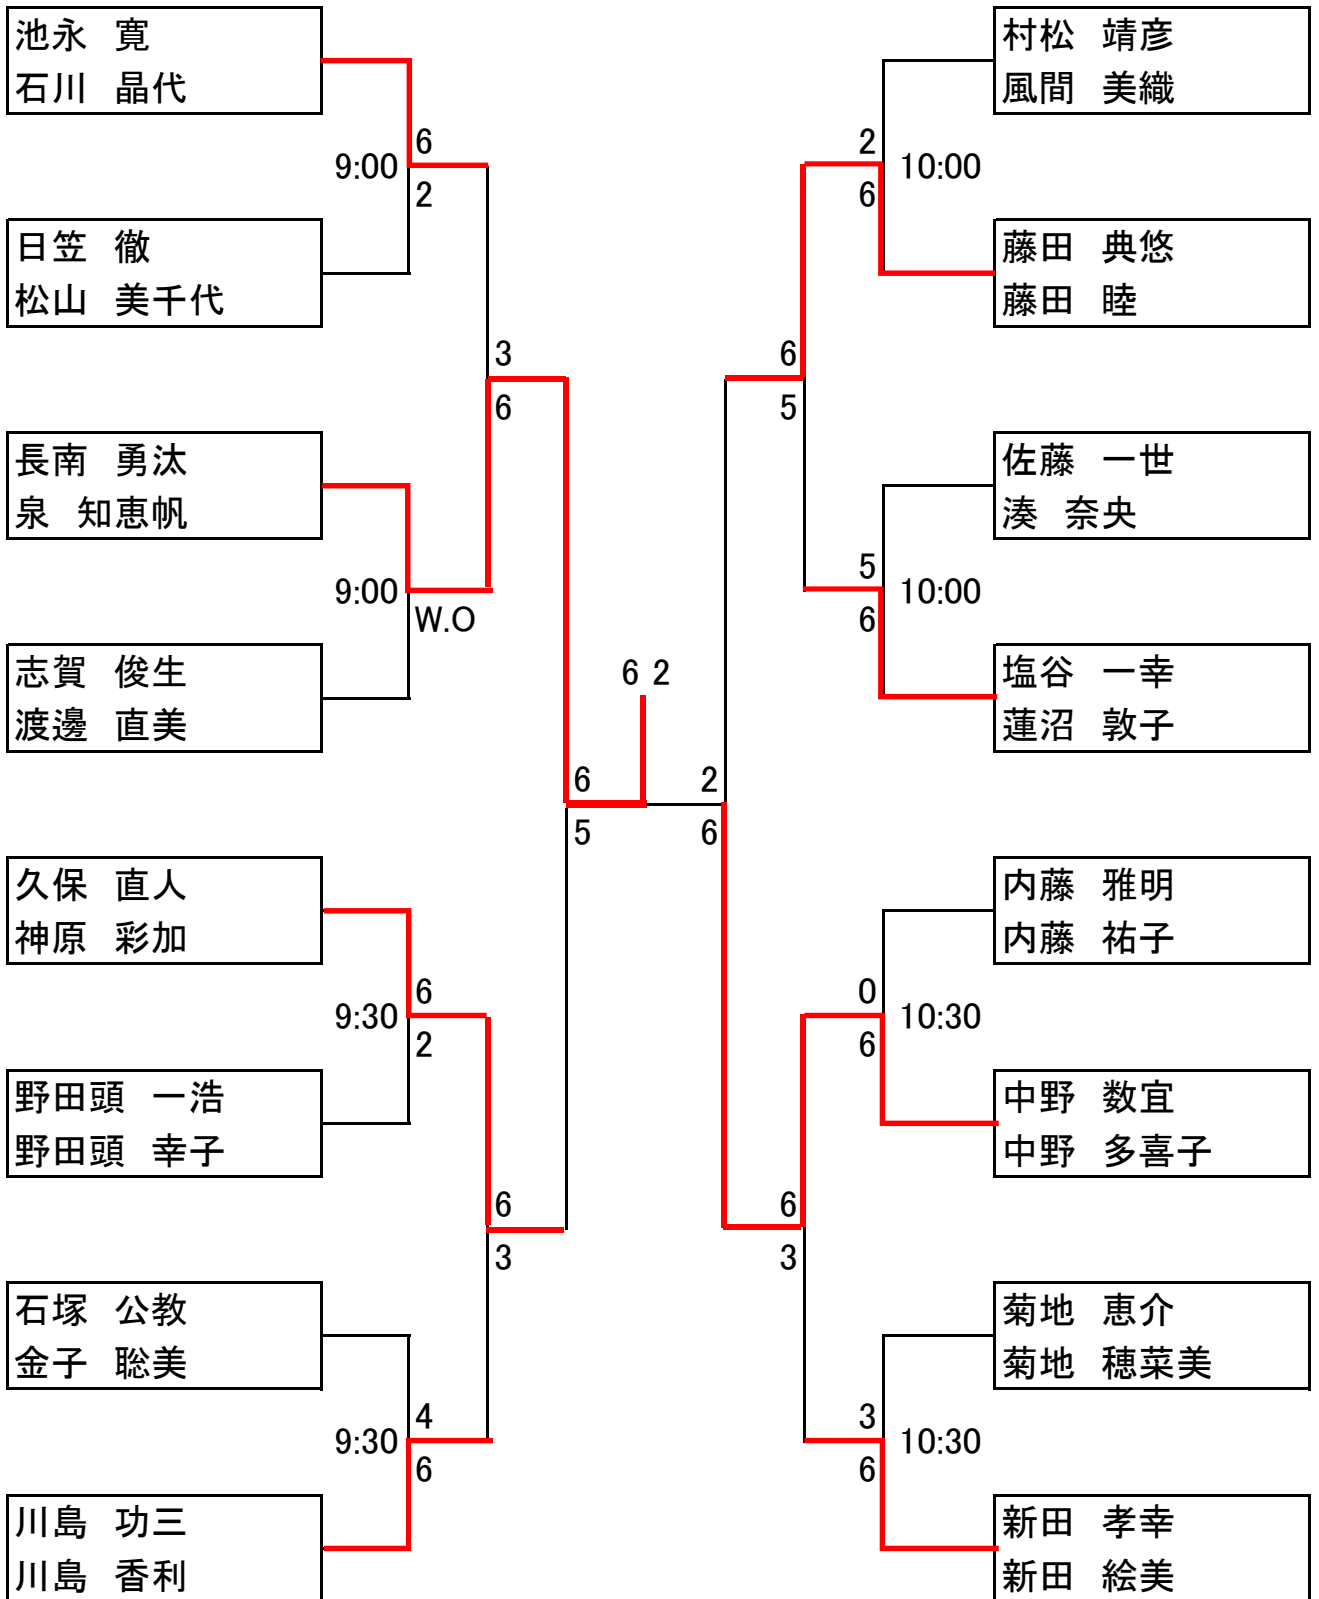 池永　寛
石川　晶代
6
9:00
2
日笠　徹
松山　美千代
3
6
長南　勇汰
泉　知恵帆
9:00
W.O
志賀　俊生
渡邊　直美
6 2
6
5
久保　直人
神原　彩加
6
9:30
2
野田頭　一浩
野田頭　幸子
6
3
石塚　公教
金子　聡美
4
9:30
6
川島　功三
川島　香利
村松　靖彦
風間　美織
2
10:00
6
藤田　典悠
藤田　睦
6
5
佐藤　一世
湊　奈央
5
10:00
6
塩谷　一幸
蓮沼　敦子
2
6
内藤　雅明
内藤　祐子
0
10:30
6
中野　数宜
中野　多喜子
6
3
菊地　恵介
菊地　穂菜美
3
10:30
6
新田　孝幸
新田　絵美